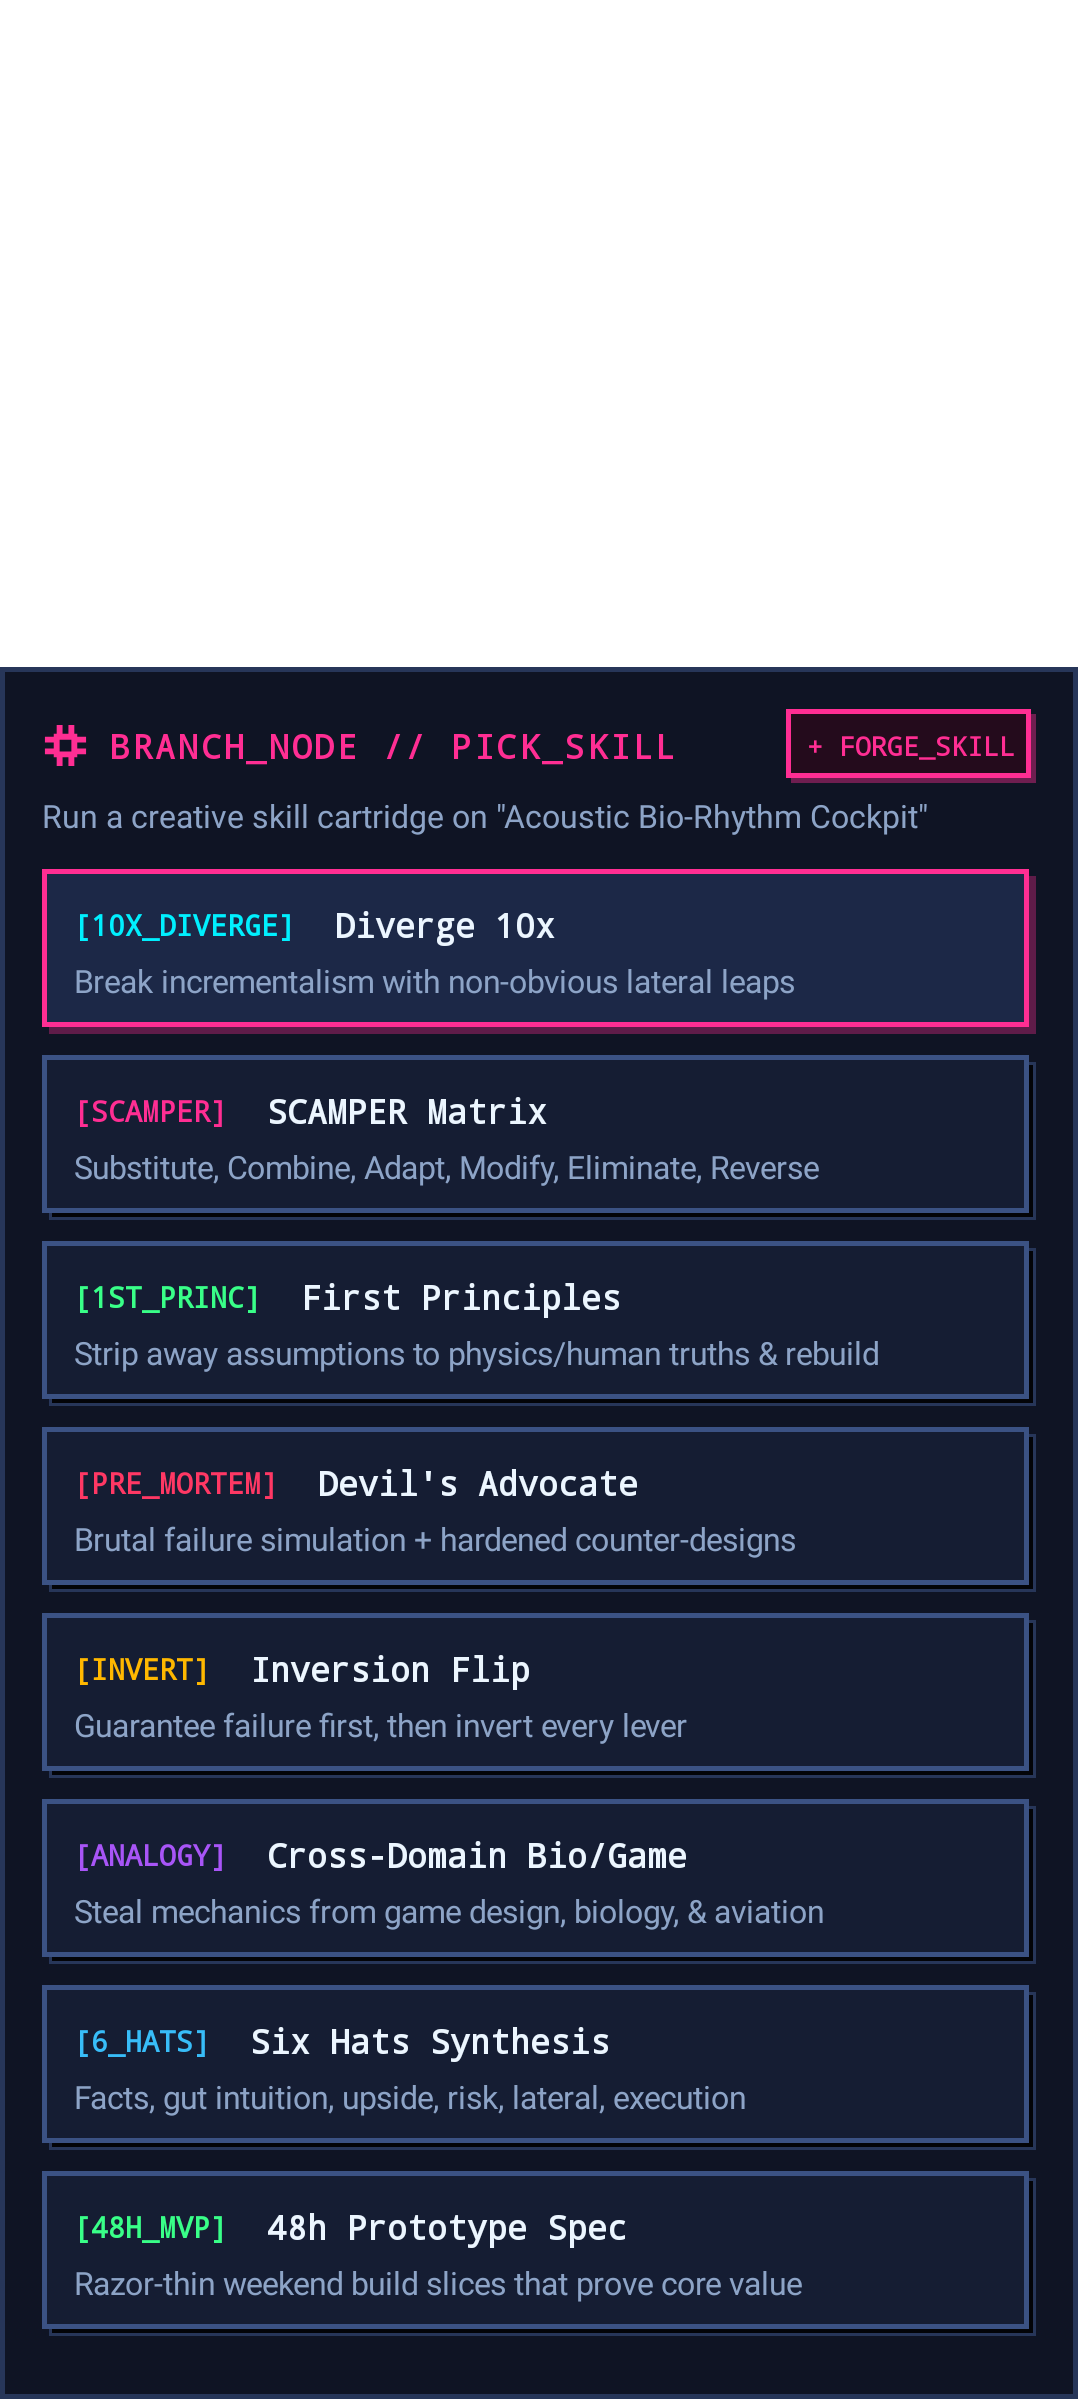 BRANCH_NODE // PICK_SKILL
+ FORGE_SKILL
Run a creative skill cartridge on "Acoustic Bio-Rhythm Cockpit"
[10X_DIVERGE] Diverge 10x
Break incrementalism with non-obvious lateral leaps
[SCAMPER] SCAMPER Matrix
Substitute, Combine, Adapt, Modify, Eliminate, Reverse
[1ST_PRINC] First Principles
Strip away assumptions to physics/human truths & rebuild
[PRE_MORTEM] Devil's Advocate
Brutal failure simulation + hardened counter-designs
[INVERT] Inversion Flip
Guarantee failure first, then invert every lever
[ANALOGY] Cross-Domain Bio/Game
Steal mechanics from game design, biology, & aviation
[6_HATS] Six Hats Synthesis
Facts, gut intuition, upside, risk, lateral, execution
[48H_MVP] 48h Prototype Spec
Razor-thin weekend build slices that prove core value